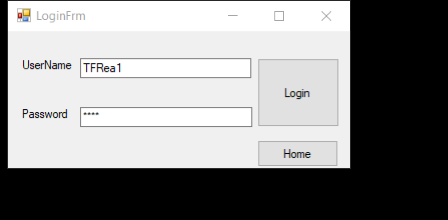 LoginFrm
UserName TFRea1
Login
Password ****
Home